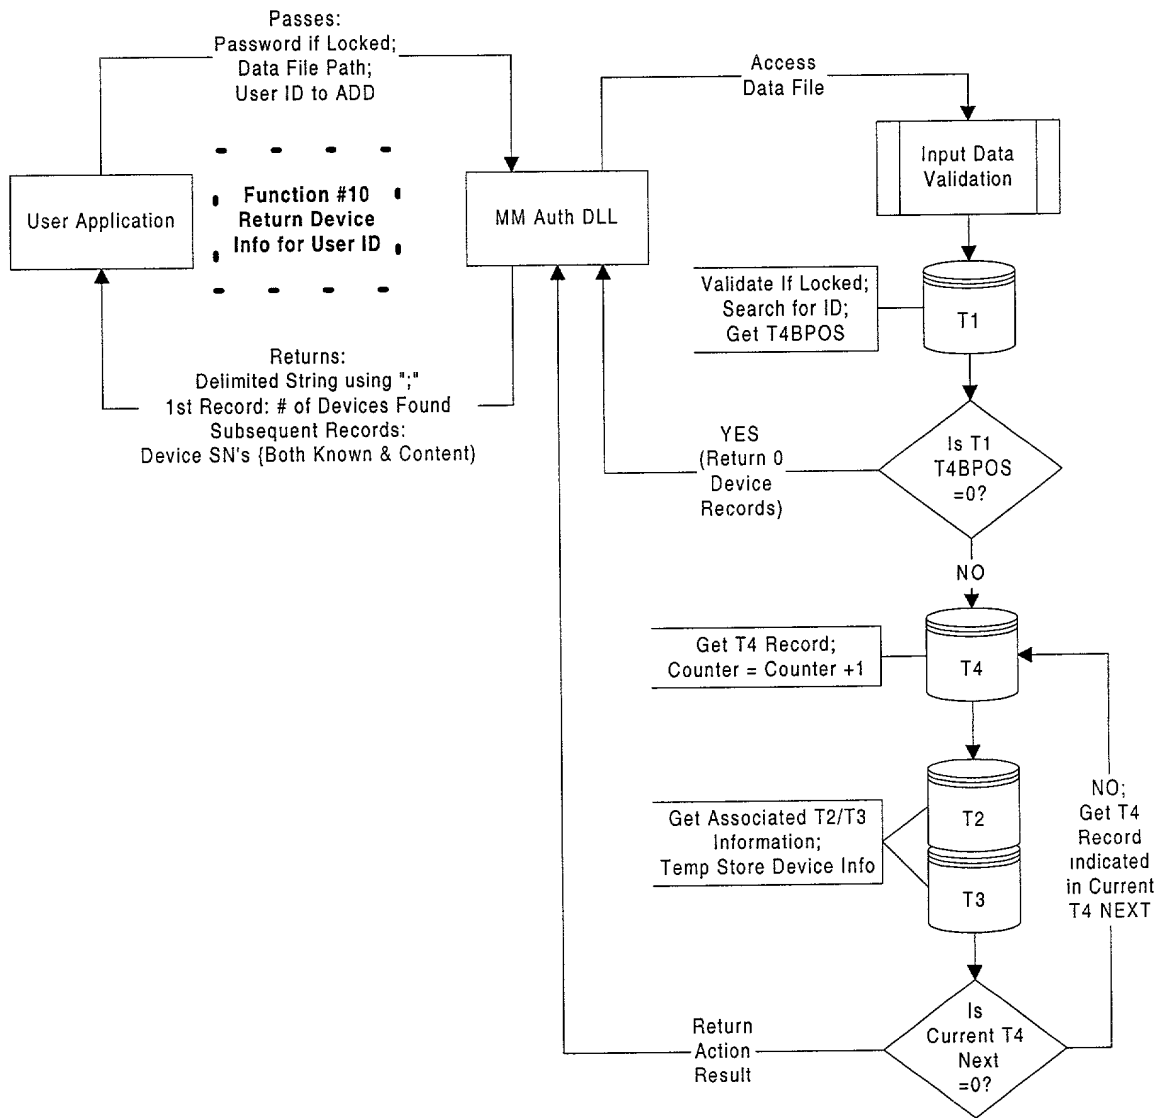 Passes:
Password if Locked;
Data File Path;
User ID to ADD
Access
Data File
Input Data
Validation
User Application
Function #10
Return Device
Info for User ID
MM Auth DLL
Validate If Locked;
Search for ID;
Get T4BPOS
T1
Returns:
Delimited String using ";"
1st Record: # of Devices Found
Subsequent Records:
Device SN's {Both Known & Content)
YES
(Return 0
Device
Records)
Is T1
T4BPOS
=0?
NO
Get T4 Record;
Counter = Counter +1
T4
Get Associated T2/T3
Information;
Temp Store Device Info
T2
T3
NO;
Get T4
Record
indicated
in Current
T4 NEXT
Return
Action
Result
Is
Current T4
Next
=0?